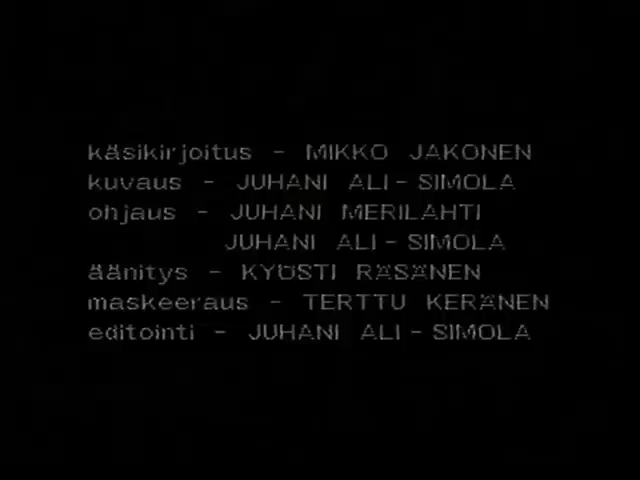 käsikirjoitus - MIKKO JAKONEN
kuvaus - JUHANI ALI-SIMOLA
ohjaus - JUHANI MERILAHTI
JUHANI ALI-SIMOLA
äänitys - KYÖSTI RÄSÄNEN
maskeeraus - TERTTU KERÄNEN
editointi - JUHANI ALI-SIMOLA